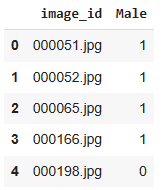 image_id Male
0 000051.jpg 1
1 000052.jpg 1
2 000065.jpg 1
3 000166.jpg 1
4 000198.jpg 0